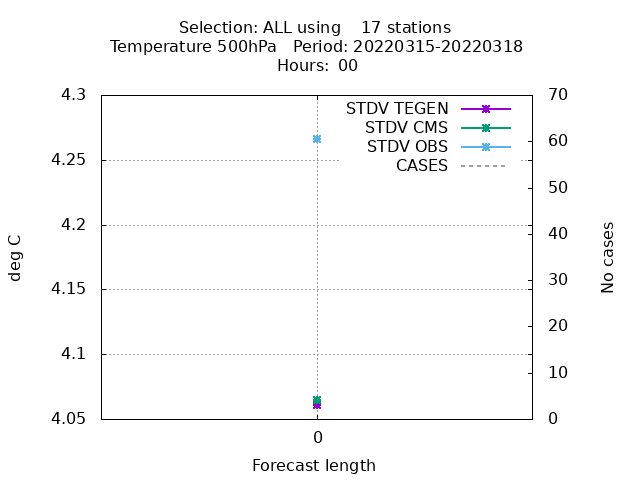 Selection: ALL using    17 stations
Temperature 500hPa   Period: 20220315-20220318
Hours:  00
4.3
4.25
4.2
4.15
4.1
4.05
deg C
STDV TEGEN
STDV CMS
STDV OBS
CASES
70
60
50
40
30
20
10
0
No cases
0
Forecast length